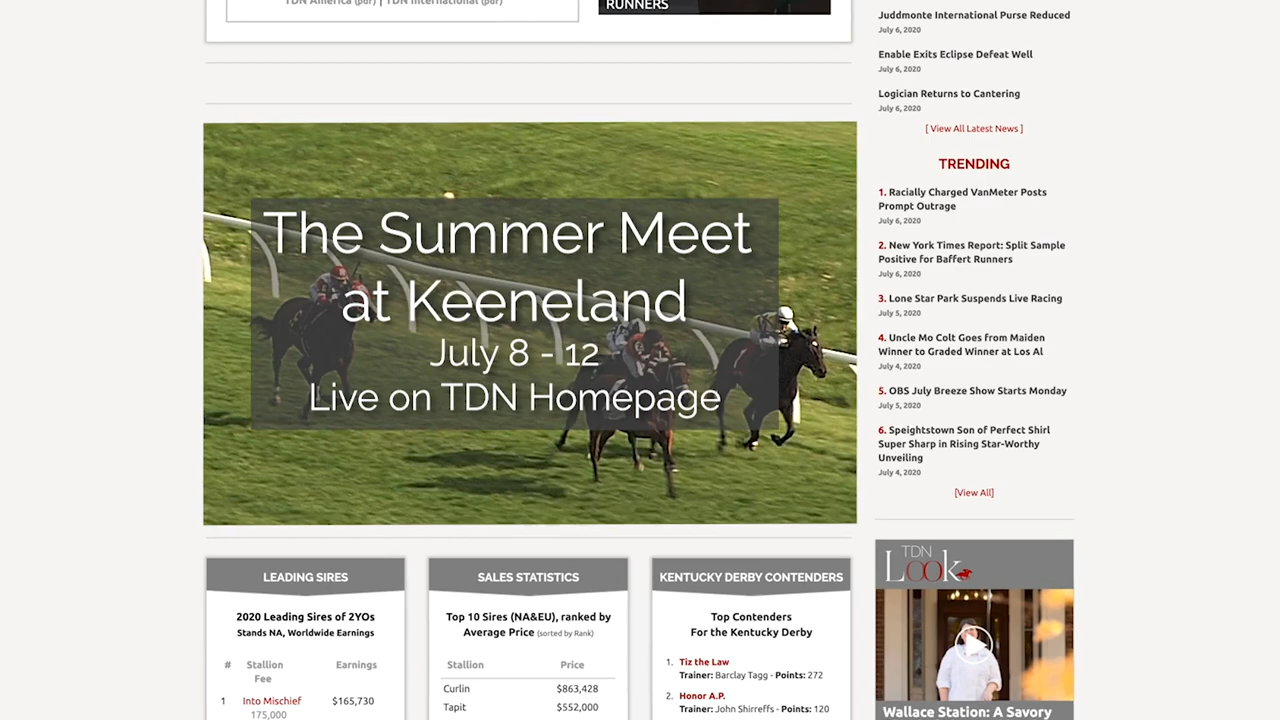 TDN America (pdf) | TDN International (pdf)
RUNNERS
The Summer Meet
at Keeneland
July 8 - 12
Live on TDN Homepage
LEADING SIRES
2020 Leading Sires of 2YOs
Stands NA, Worldwide Earnings
# Stallion Earnings
Fee
1 Into Mischief $165,730
175,000
SALES STATISTICS
Top 10 Sires (NA&EU), ranked by
Average Price (sorted by Rank)
Stallion Price
Curlin $863,428
Tapit $552,000
KENTUCKY DERBY CONTENDERS
Top Contenders
For the Kentucky Derby
1. Tiz the Law
Trainer: Barclay Tagg - Points: 272
2. Honor A.P.
Trainer: John Shirreffs - Points: 120
Juddmonte International Purse Reduced
July 6, 2020
Enable Exits Eclipse Defeat Well
July 6, 2020
Logician Returns to Cantering
July 6, 2020
[ View All Latest News ]
TRENDING
1. Racially Charged VanMeter Posts
Prompt Outrage
July 6, 2020
2. New York Times Report: Split Sample
Positive for Baffert Runners
July 6, 2020
3. Lone Star Park Suspends Live Racing
July 5, 2020
4. Uncle Mo Colt Goes from Maiden
Winner to Graded Winner at Los Al
July 4, 2020
5. OBS July Breeze Show Starts Monday
July 5, 2020
6. Speightstown Son of Perfect Shirl
Super Sharp in Rising Star-Worthy
Unveiling
July 4, 2020
[View All]
TDN
Look
Wallace Station: A Savory